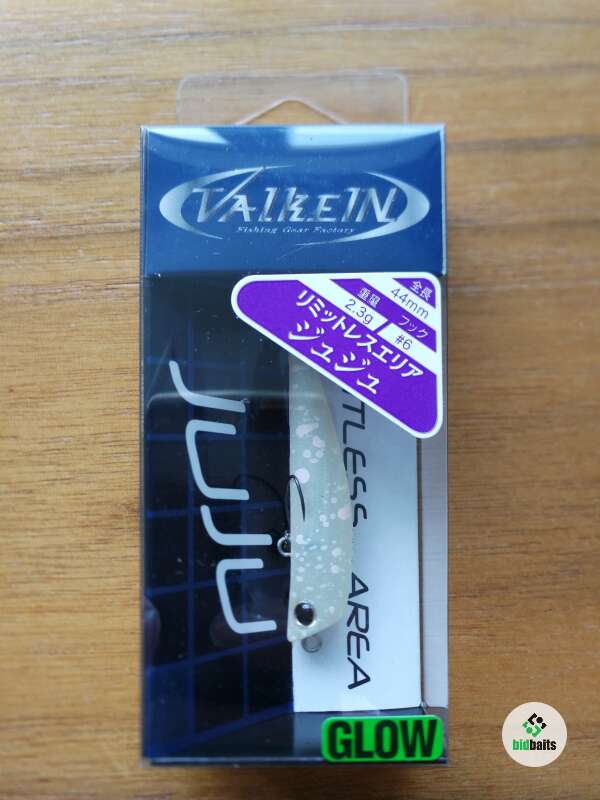 VALKEIN
Fishing Gear Factory
全長
44mm
重量
2.3g
フック
#6
リミットレスエリア
ジュジュ
JUJU
TLESS AREA
GLOW
bidbaits